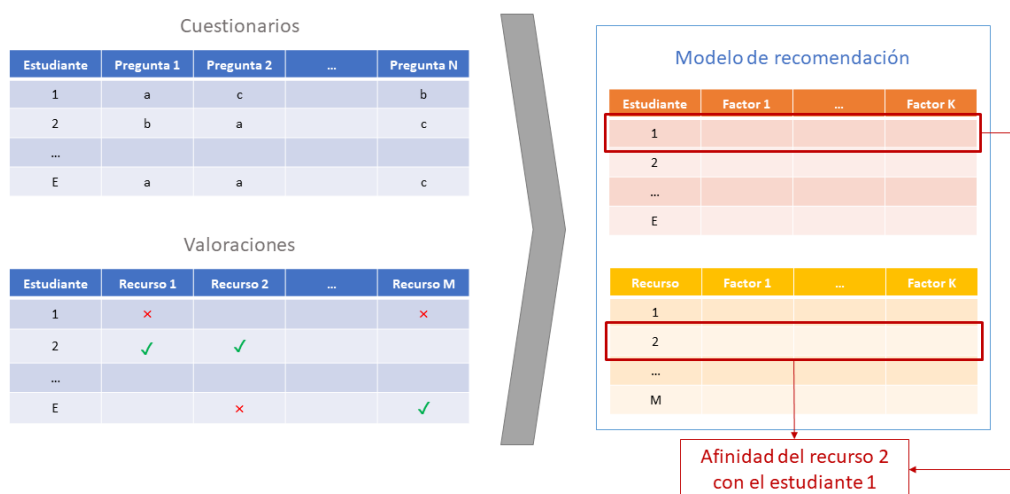 Cuestionarios
Estudiante Pregunta 1 Pregunta 2 ... Pregunta N
1 a c b
2 b a c
...
E a a c
Valoraciones
Estudiante Recurso 1 Recurso 2 ... Recurso M
1 × ×
2 ✓ ✓
...
E × ✓
Modelo de recomendación
Estudiante Factor 1 ... Factor K
1
2
...
E
Recurso Factor 1 ... Factor K
1
2
...
M
Afinidad del recurso 2
con el estudiante 1